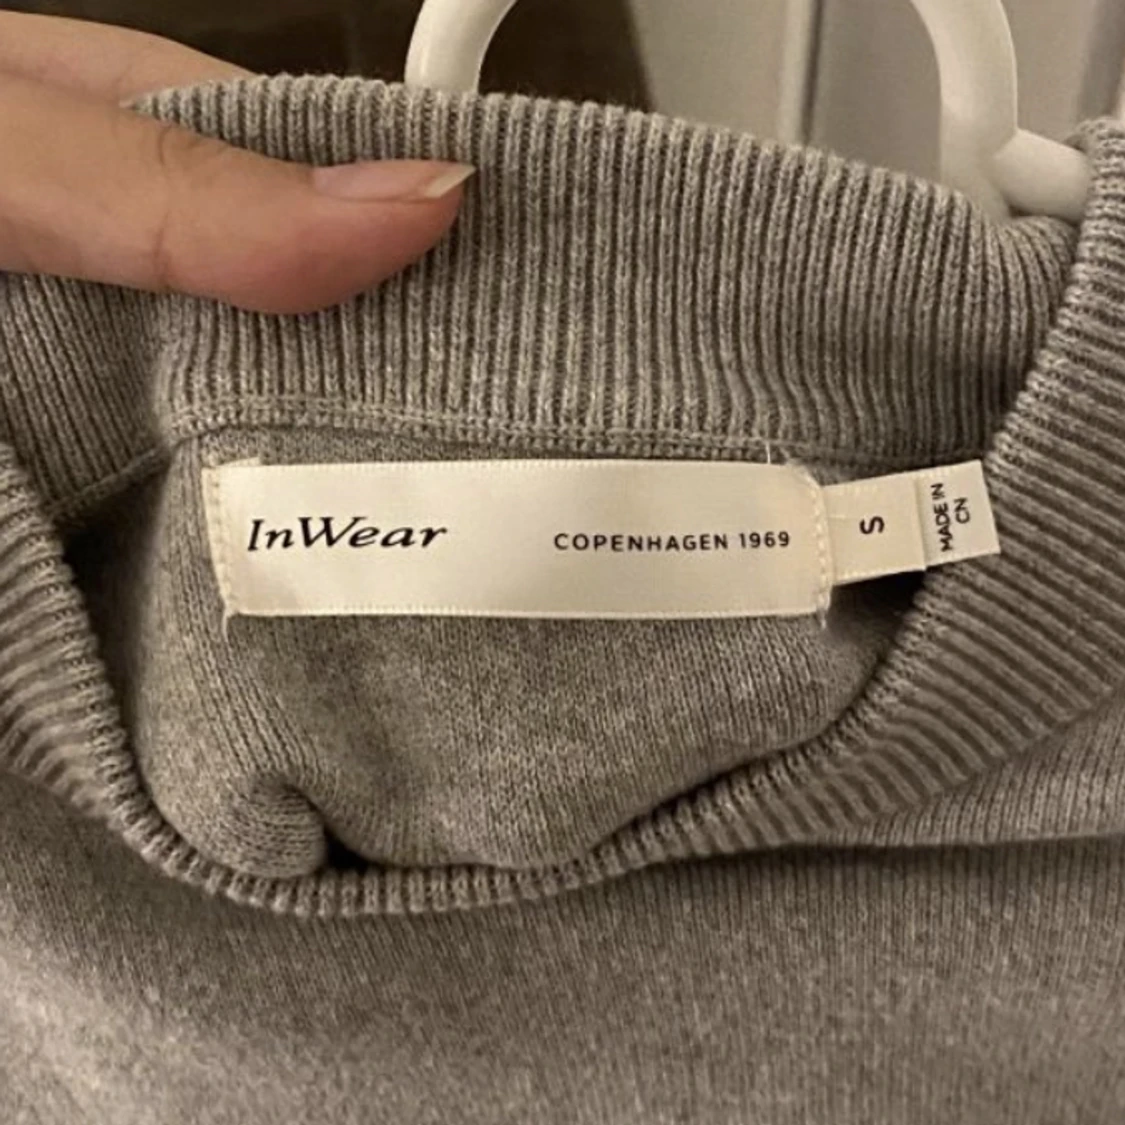 InWear
COPENHAGEN 1969
S
MADE IN
CN